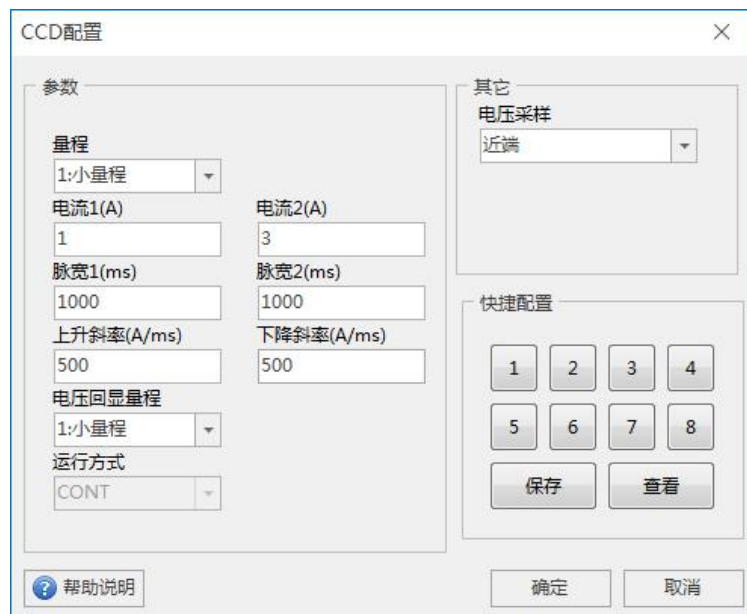 CCD配置
参数
量程
1:小量程
电流1(A) 电流2(A)
1 3
脉宽1(ms) 脉宽2(ms)
1000 1000
上升斜率(A/ms) 下降斜率(A/ms)
500 500
电压回显量程
1:小量程
运行方式
CONT
其它
电压采样
近端
快捷配置
1 2 3 4
5 6 7 8
保存 查看
帮助说明 确定 取消